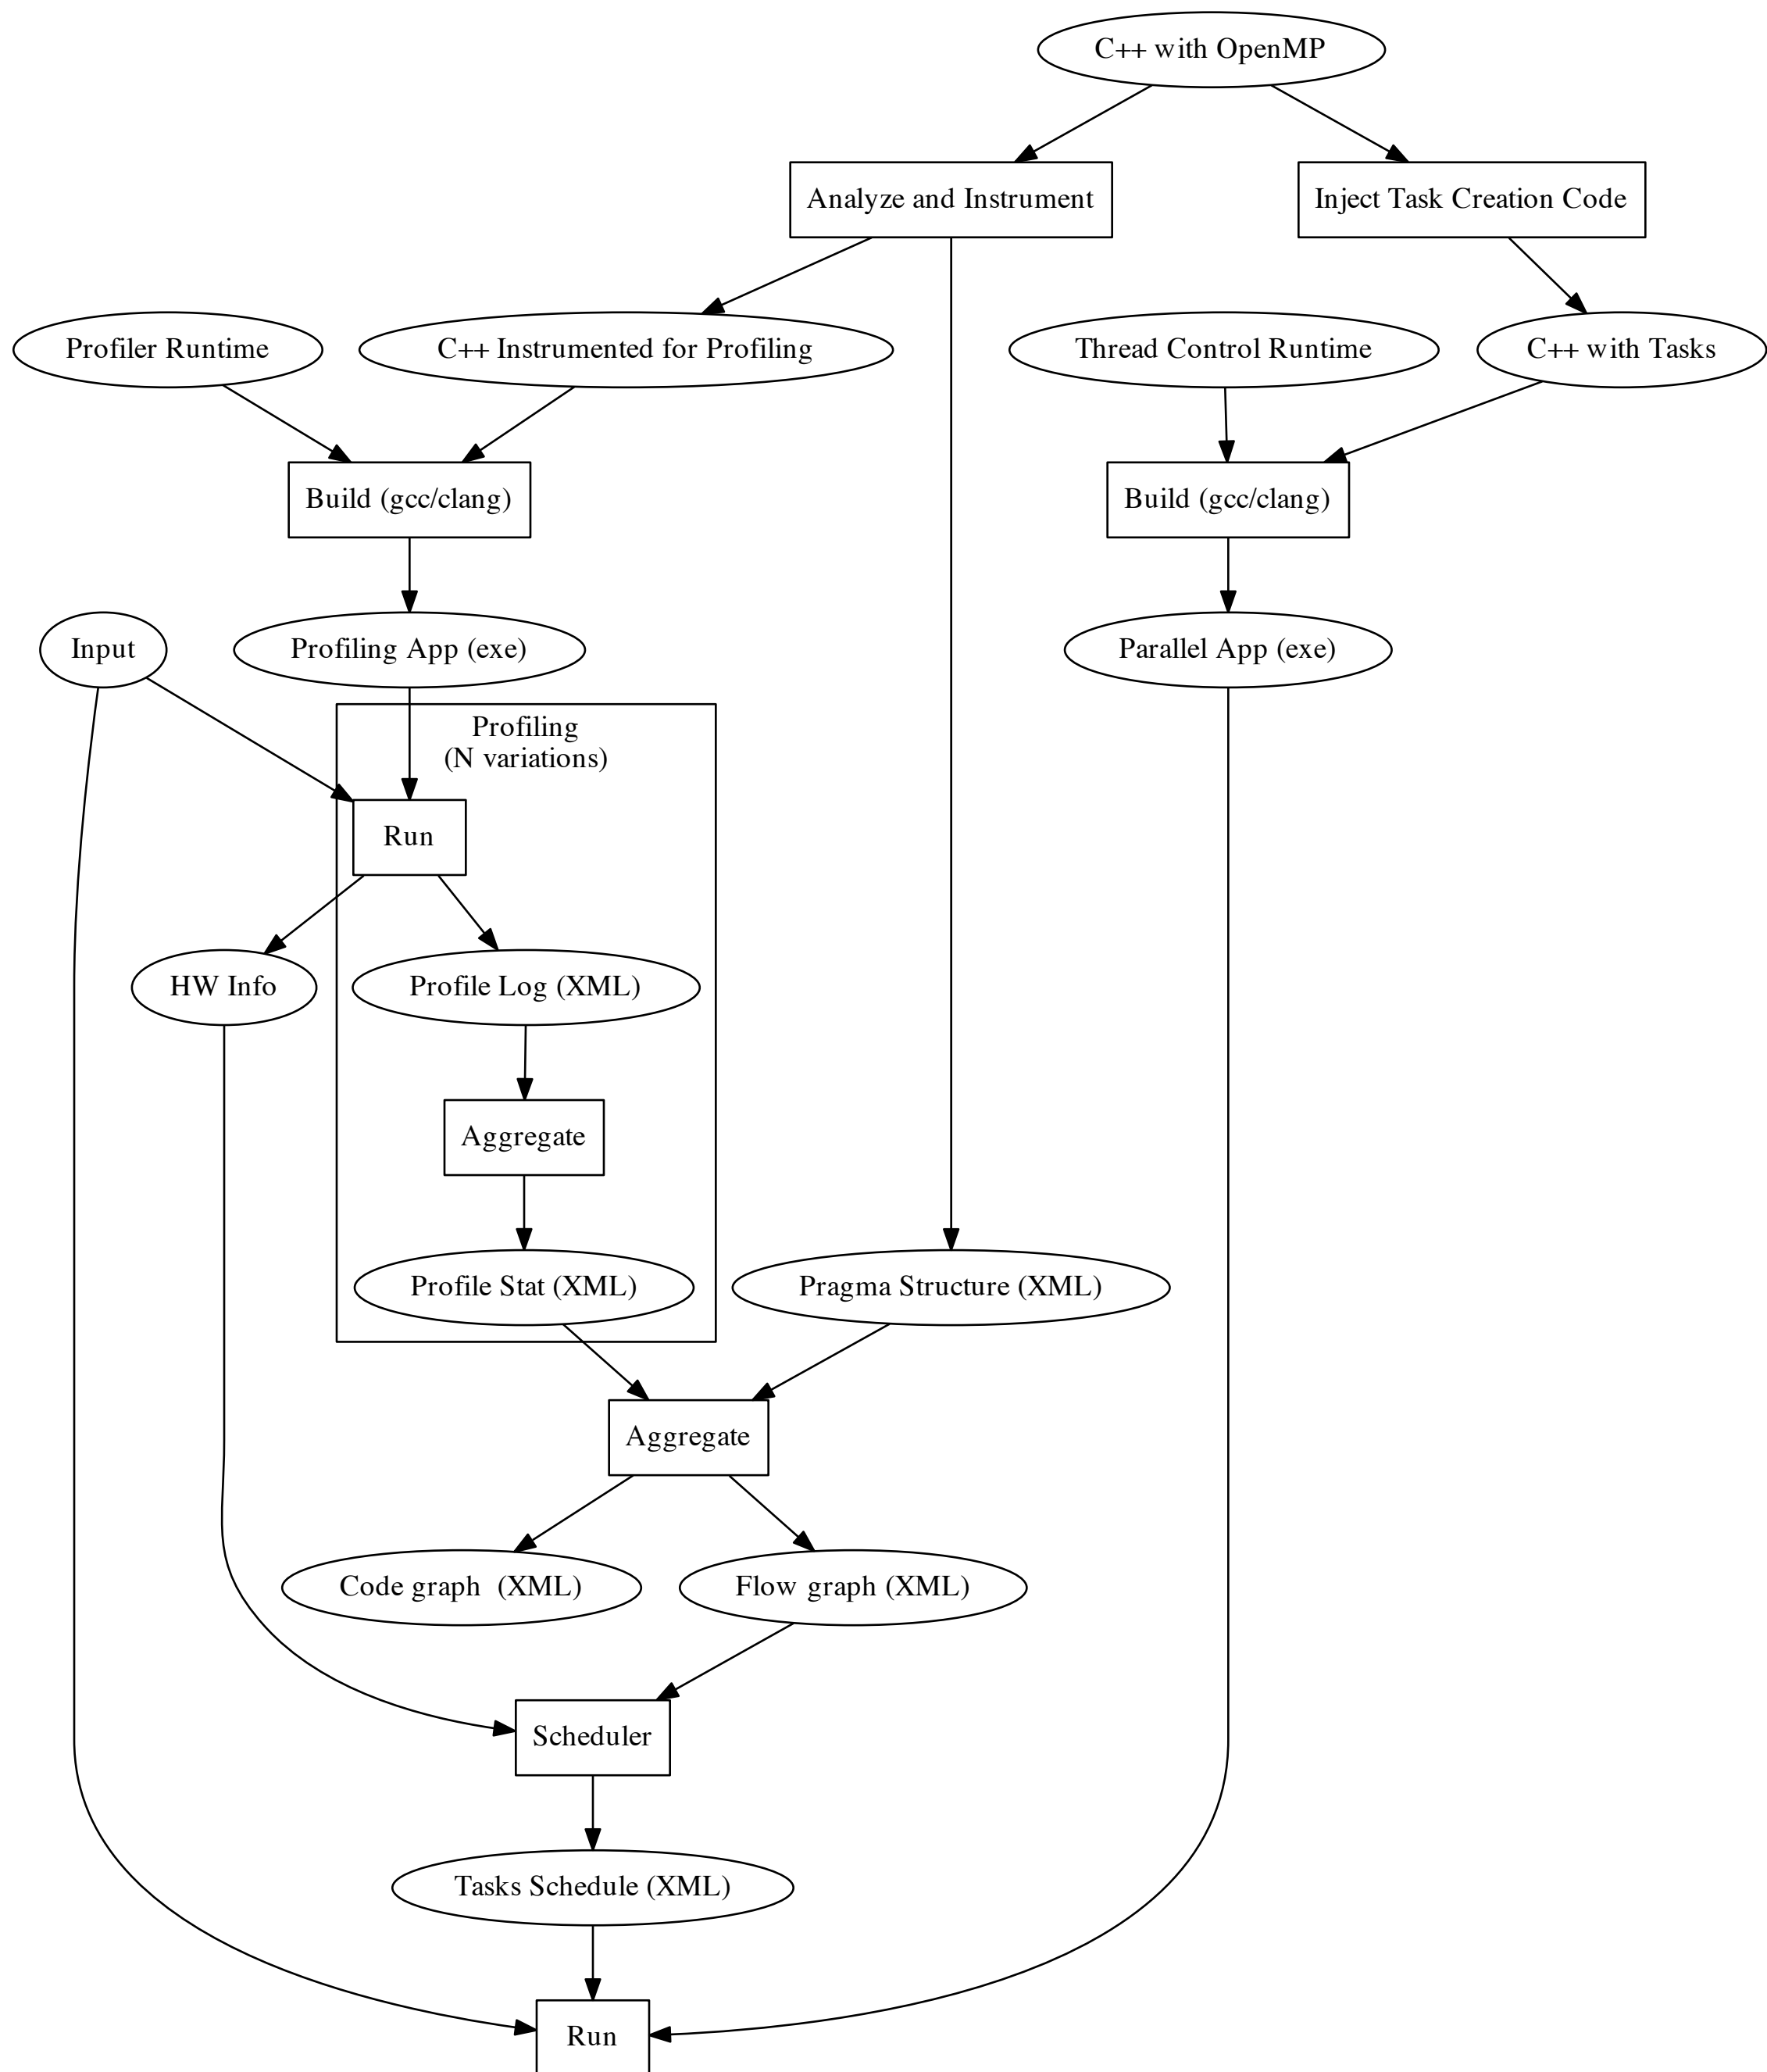 C++ with OpenMP
Analyze and Instrument
Inject Task Creation Code
Profiler Runtime
C++ Instrumented for Profiling
Thread Control Runtime
C++ with Tasks
Build (gcc/clang)
Build (gcc/clang)
Input
Profiling App (exe)
Parallel App (exe)
Profiling
(N variations)
Run
HW Info
Profile Log (XML)
Aggregate
Profile Stat (XML)
Pragma Structure (XML)
Aggregate
Code graph  (XML)
Flow graph (XML)
Scheduler
Tasks Schedule (XML)
Run